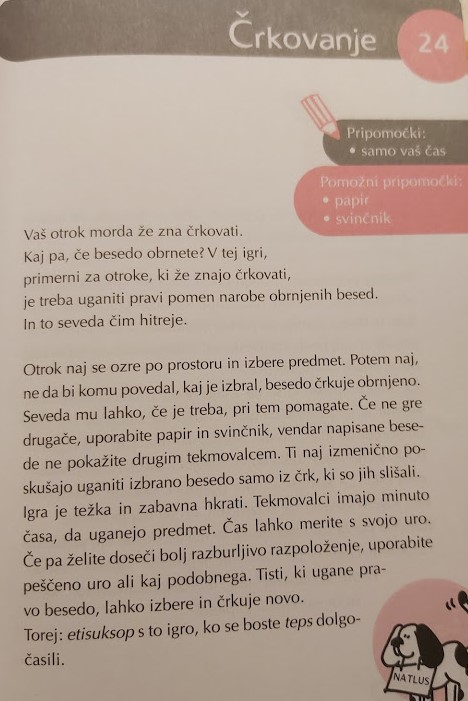 Črkovanje 24
Pripomočki:
• samo vaš čas
Pomožni pripomočki:
• papir
• svinčnik
Vaš otrok morda že zna črkovati.
Kaj pa, če besedo obrnete? V tej igri,
primerni za otroke, ki že znajo črkovati,
je treba uganiti pravi pomen narobe obrnjenih besed.
In to seveda čim hitreje.
Otrok naj se ozre po prostoru in izbere predmet. Potem naj,
ne da bi komu povedal, kaj je izbral, besedo črkuje obrnjeno.
Seveda mu lahko, če je treba, pri tem pomagate. Če ne gre
drugače, uporabite papir in svinčnik, vendar napisane bese-
de ne pokažite drugim tekmovalcem. Ti naj izmenično po-
skušajo uganiti izbrano besedo samo iz črk, ki so jih slišali.
Igra je težka in zabavna hkrati. Tekmovalci imajo minuto
časa, da uganejo predmet. Čas lahko merite s svojo uro.
Če pa želite doseči bolj razburljivo razpoloženje, uporabite
peščeno uro ali kaj podobnega. Tisti, ki ugane pra-
vo besedo, lahko izbere in črkuje novo.
Torej: etisuksop s to igro, ko se boste teps dolgo-
časili.
NATLUS